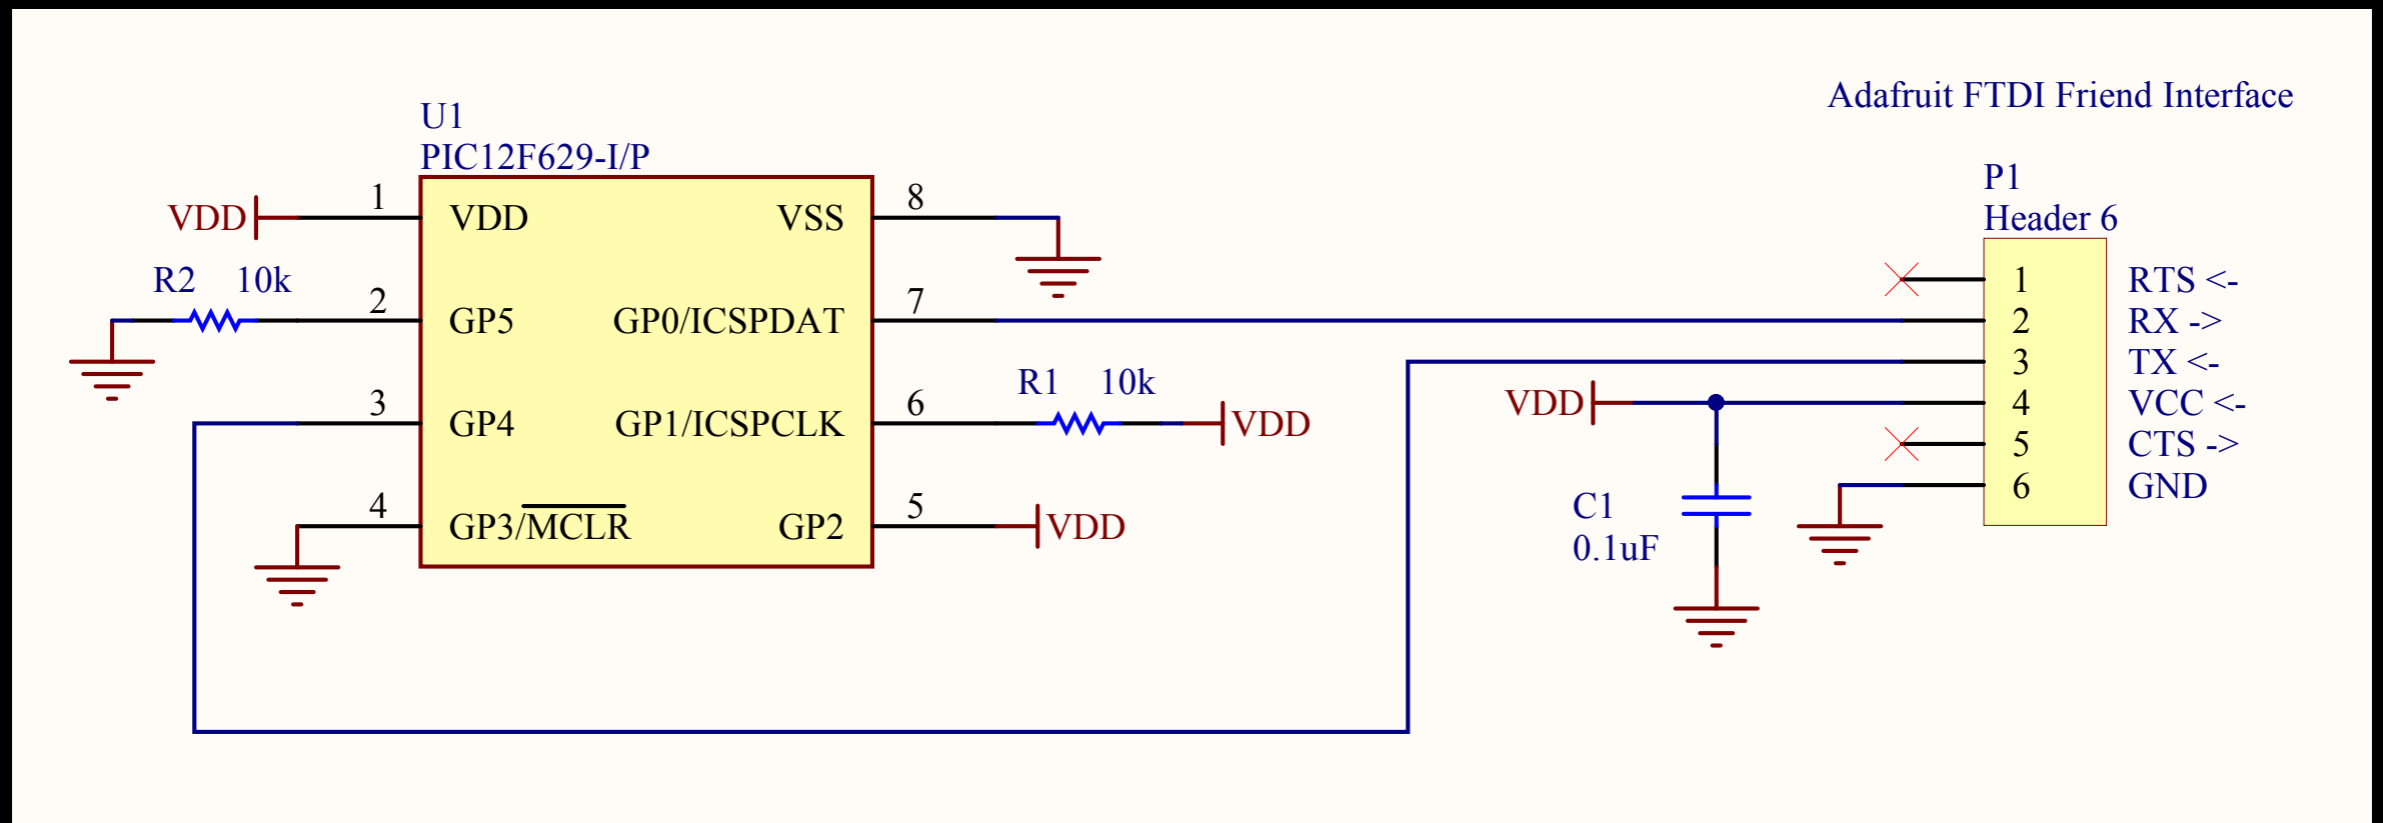 Adafruit FTDI Friend Interface
U1
PIC12F629-I/P
P1
Header 6
VDD
1
VDD
VSS
8
R2 10k
2
GP5
GP0/ICSPDAT
7
3
GP4
GP1/ICSPCLK
6
R1 10k
VDD
4
GP3/MCLR
GP2
5
VDD
VDD
C1
0.1uF
1 RTS <-
2 RX ->
3 TX <-
4 VCC <-
5 CTS ->
6 GND